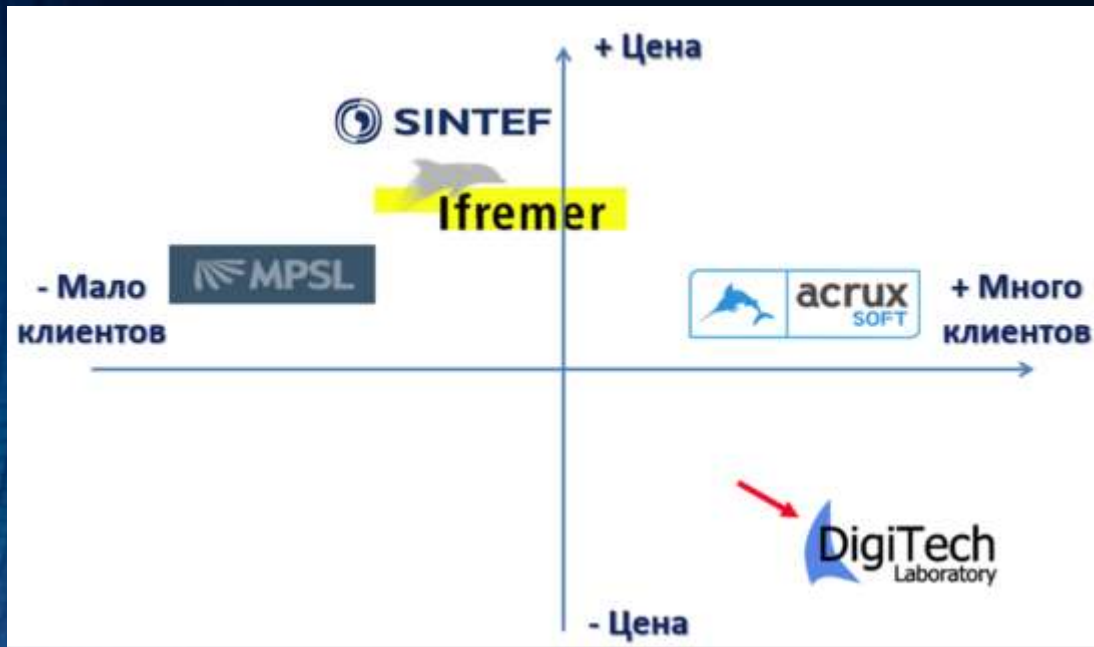 + Цена
SINTEF
Ifremer
MPSL
- Мало
клиентов
acrux
SOFT
+ Много
клиентов
DigiTech
Laboratory
- Цена